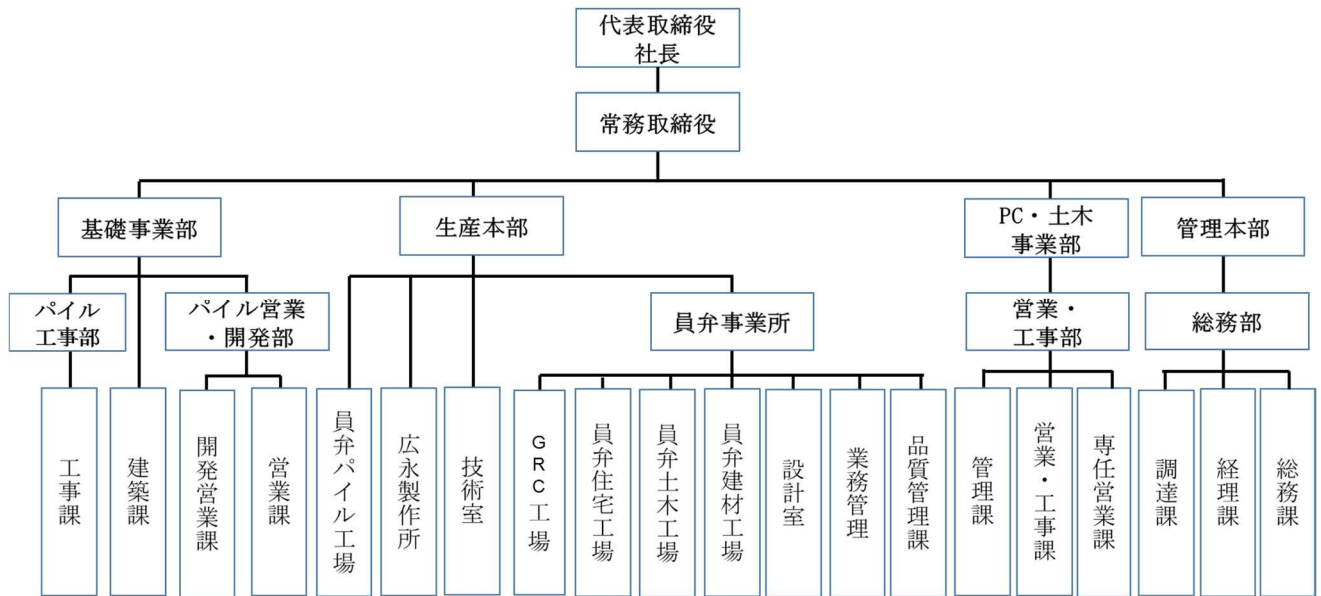 代表取締役
社長
常務取締役
基礎事業部
生産本部
PC・土木
事業部
管理本部
パイル
工事部
パイル営業
・開発部
員弁事業所
営業・
工事部
総務部
工事課
建築課
開発営業課
営業課
員弁パイル工場
広永製作所
技術室
GRC工場
員弁住宅工場
員弁土木工場
員弁建材工場
設計室
業務管理
品質管理課
管理課
営業・工事課
専任営業課
調達課
経理課
総務課